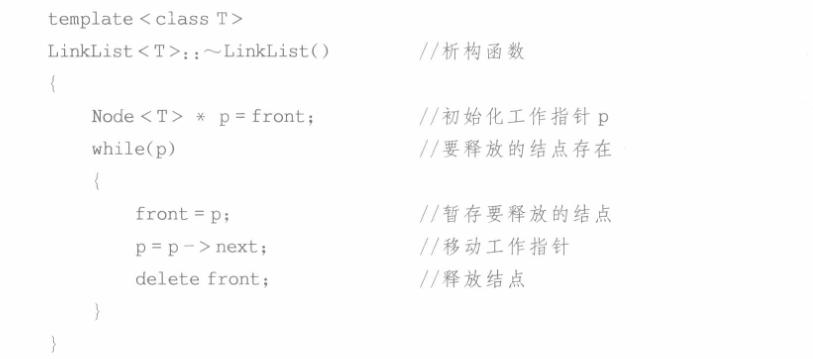 template<class T>
LinkList<T>::~LinkList() //析构函数
{
Node<T> * p=front; //初始化工作指针 p
while(p) //要释放的结点存在
{
front=p; //暂存要释放的结点
p=p->next; //移动工作指针
delete front; //释放结点
}
}